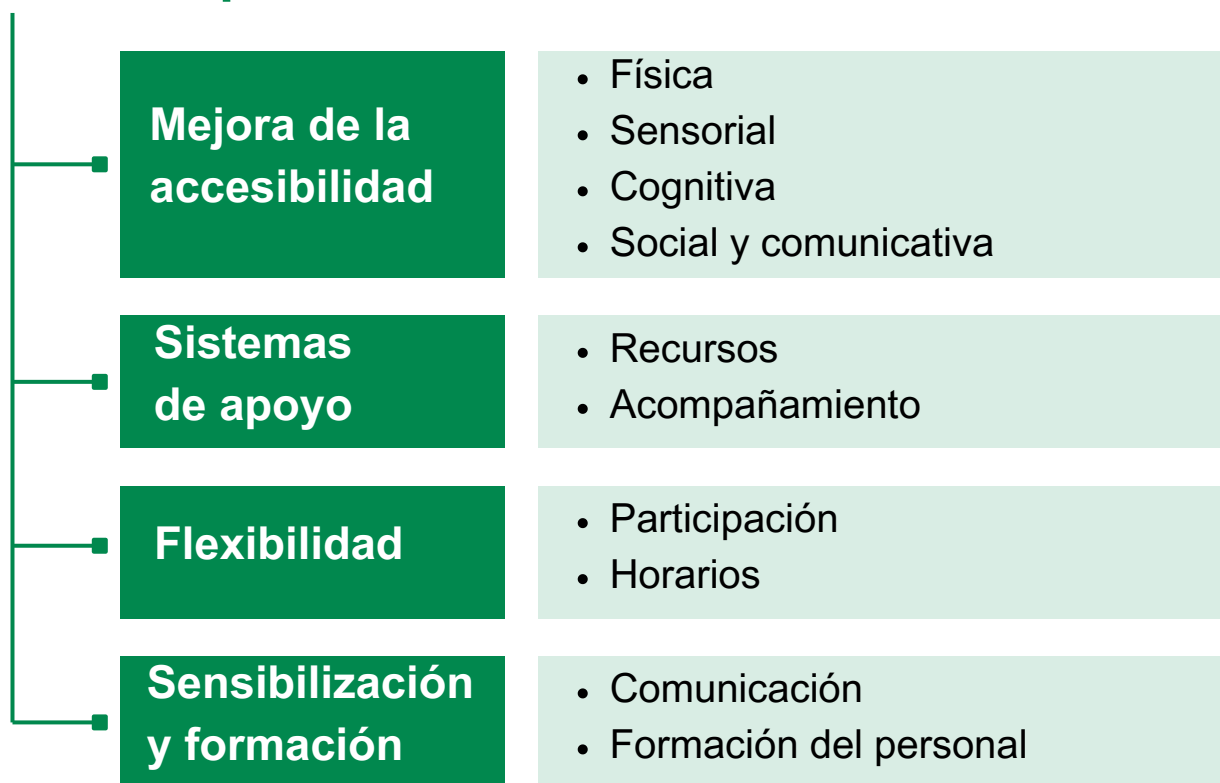 Mejora de la
accesibilidad
• Física
• Sensorial
• Cognitiva
• Social y comunicativa
Sistemas
de apoyo
• Recursos
• Acompañamiento
Flexibilidad
• Participación
• Horarios
Sensibilización
y formación
• Comunicación
• Formación del personal